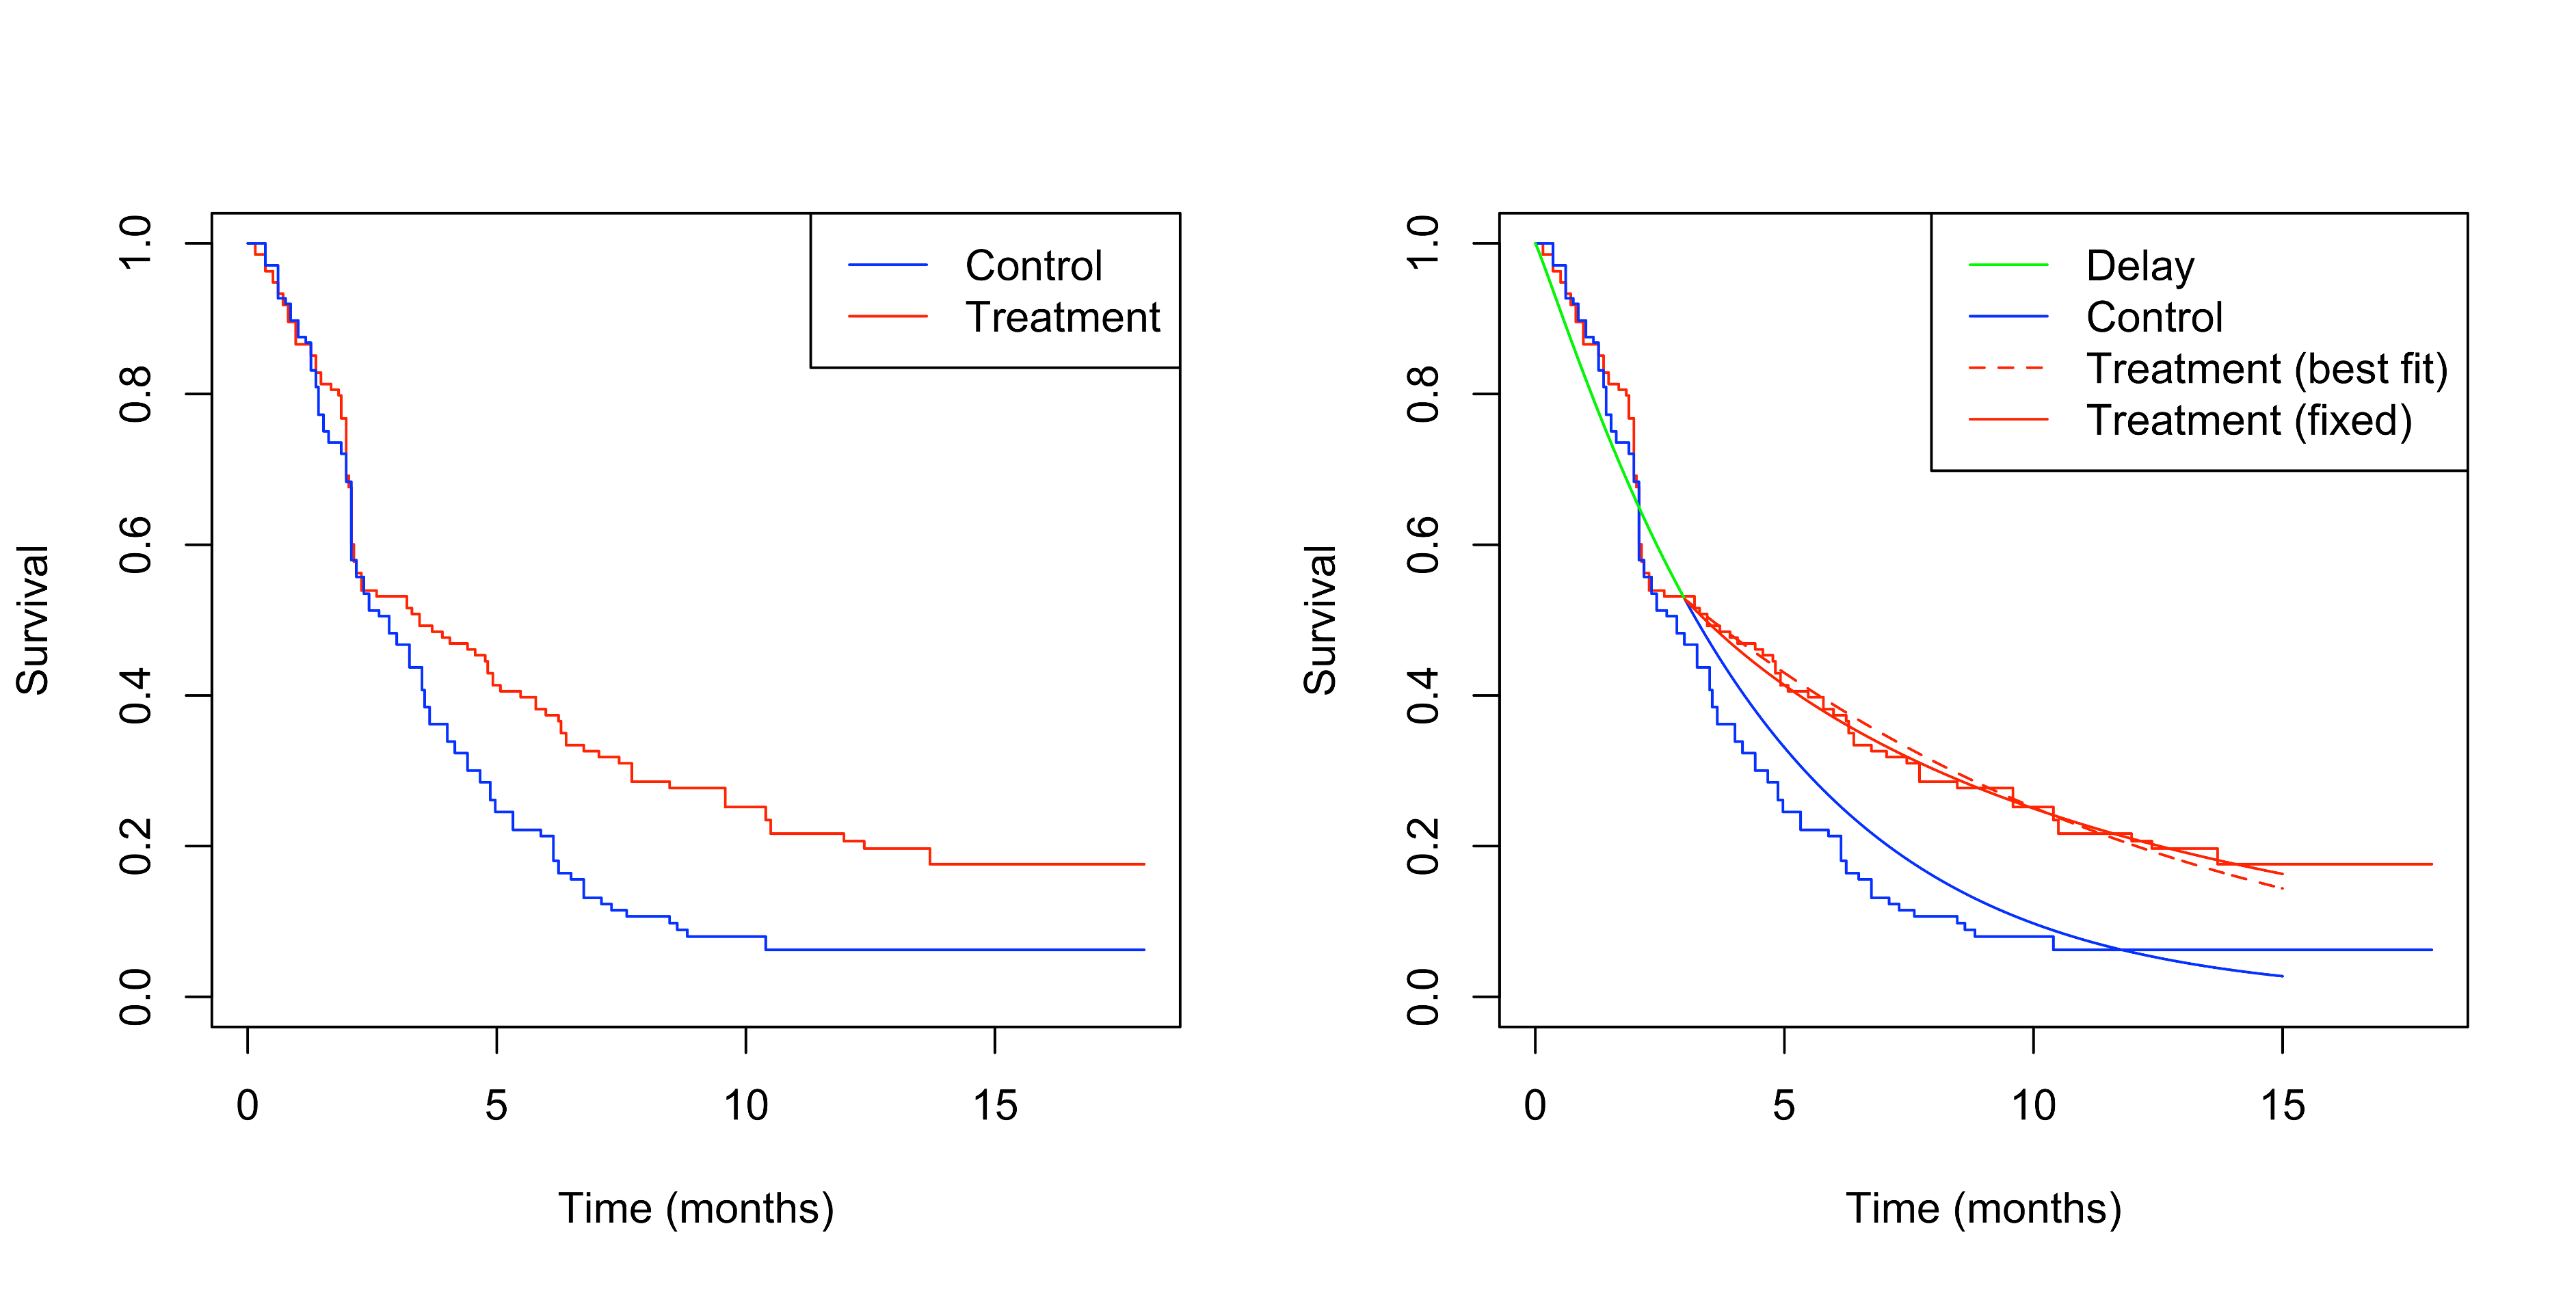 Control
Treatment
Survival
1.0
0.8
0.6
0.4
0.2
0.0
0 5 10 15
Time (months)
Delay
Control
Treatment (best fit)
Treatment (fixed)
Survival
1.0
0.8
0.6
0.4
0.2
0.0
0 5 10 15
Time (months)